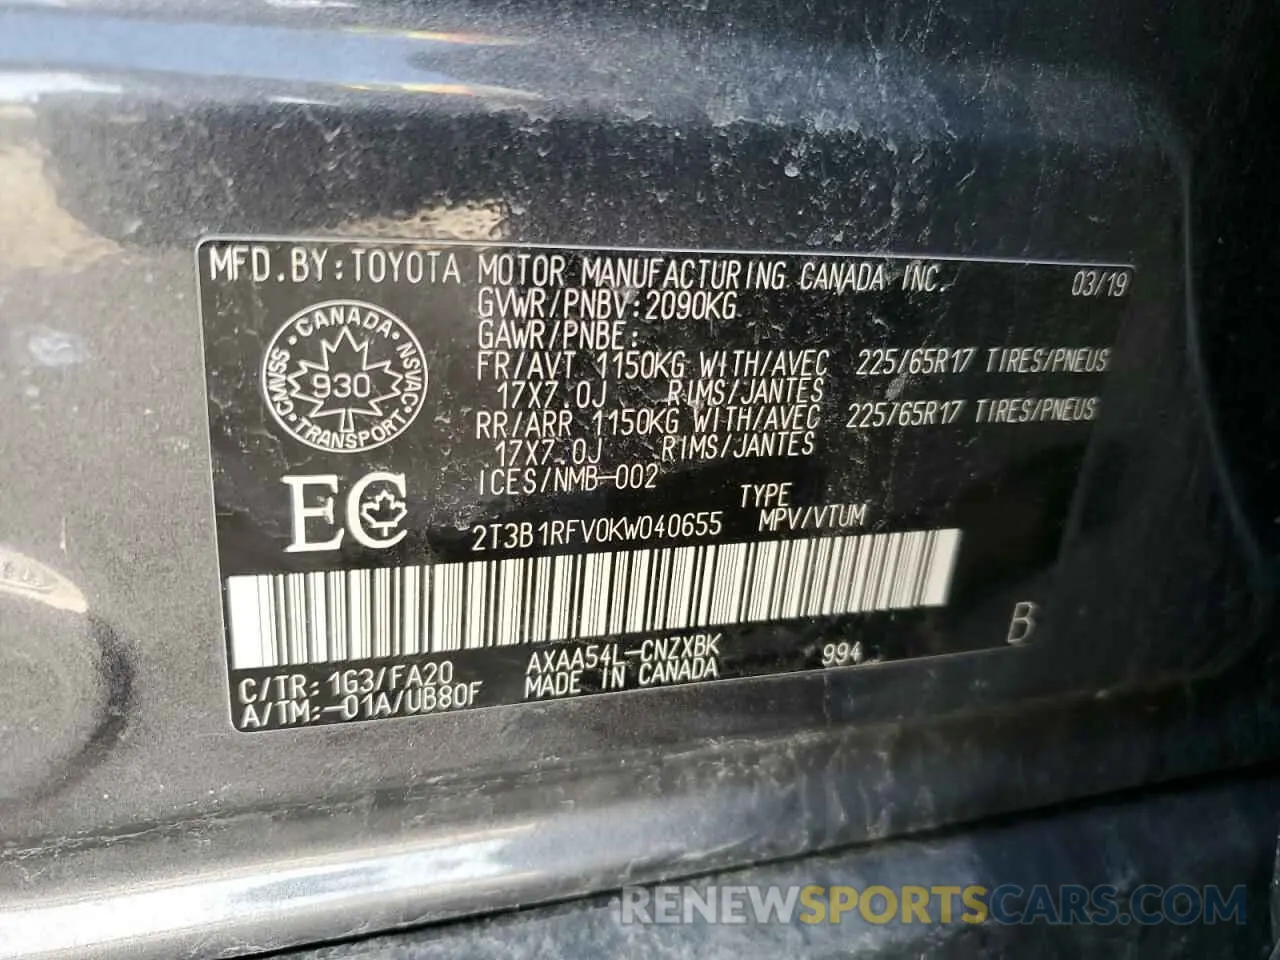 MFD.BY:TOYOTA MOTOR MANUFACTURING CANADA INC. 03/19
GVWR/PNBV:2090KG
GAWR/PNBE:
FR/AVT 1150KG WITH/AVEC 225/65R17 TIRES/PNEUS
17X7.0J RIMS/JANTES
RR/ARR 1150KG WITH/AVEC 225/65R17 TIRES/PNEUS
17X7.0J RIMS/JANTES
ICES/NMB-002
CANADA
CMVSS NSVAC
930
TRANSPORT
EC
TYPE
2T3B1RFV0KW040655 MPV/VTUM
B
C/TR: 1G3/FA20 AXAA54L-CNZXBK 994
A/TM:-01A/UB80F MADE IN CANADA
RENEWSPORTSCARS.COM